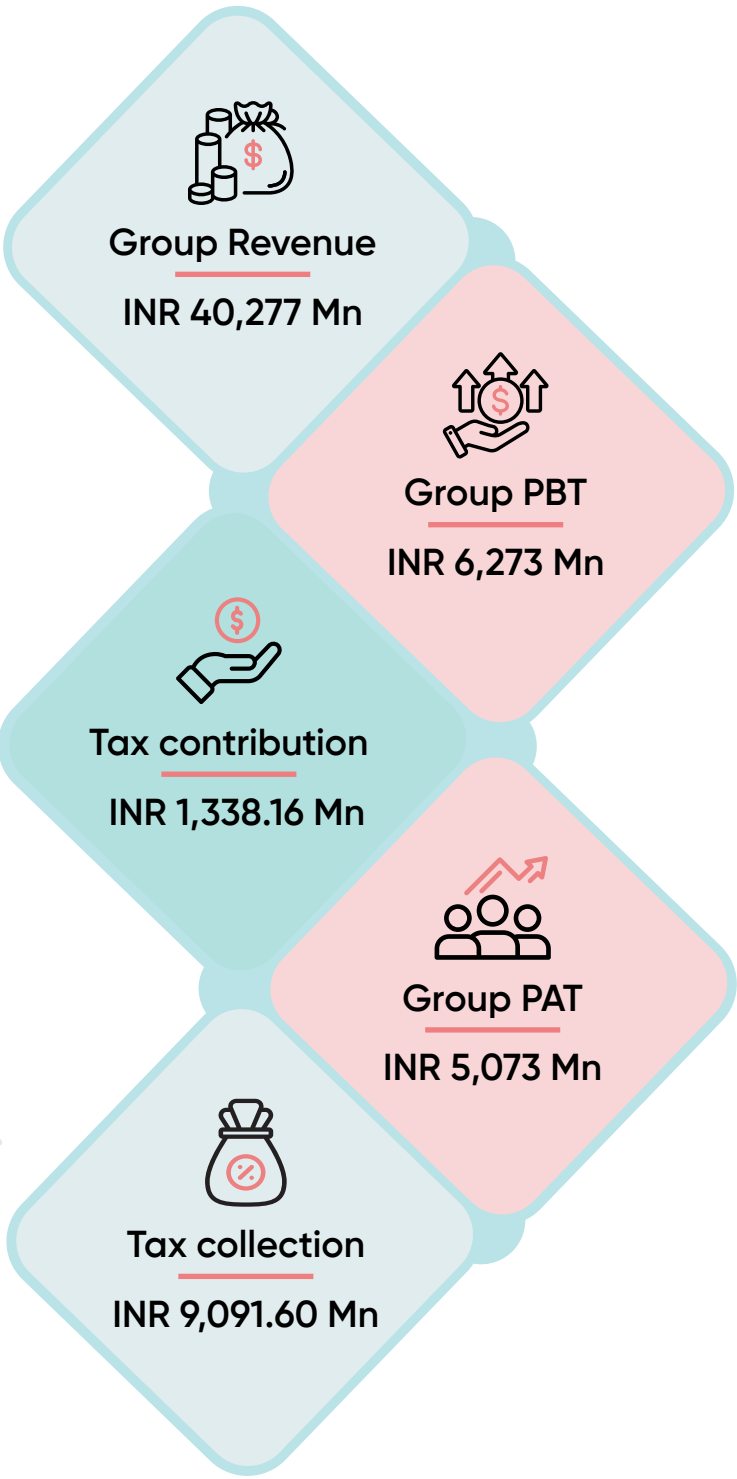 $
Group Revenue
INR 40,277 Mn
$
Group PBT
INR 6,273 Mn
$
Tax contribution
INR 1,338.16 Mn
Group PAT
INR 5,073 Mn
%
Tax collection
INR 9,091.60 Mn